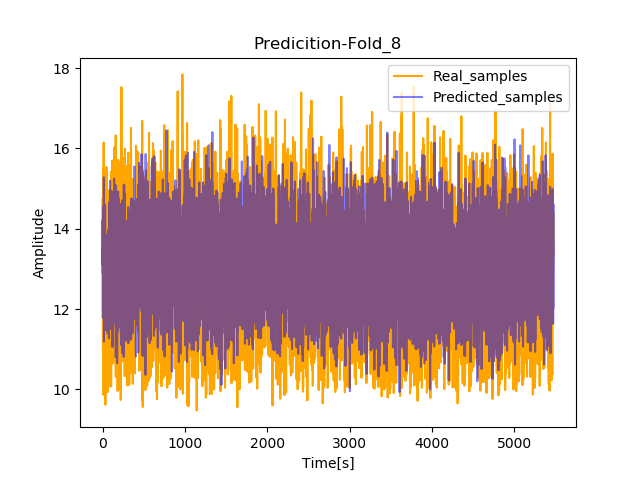 Predicition-Fold_8
Real_samples
Predicted_samples
Amplitude
18
16
14
12
10
0
1000
2000
3000
4000
5000
Time[s]